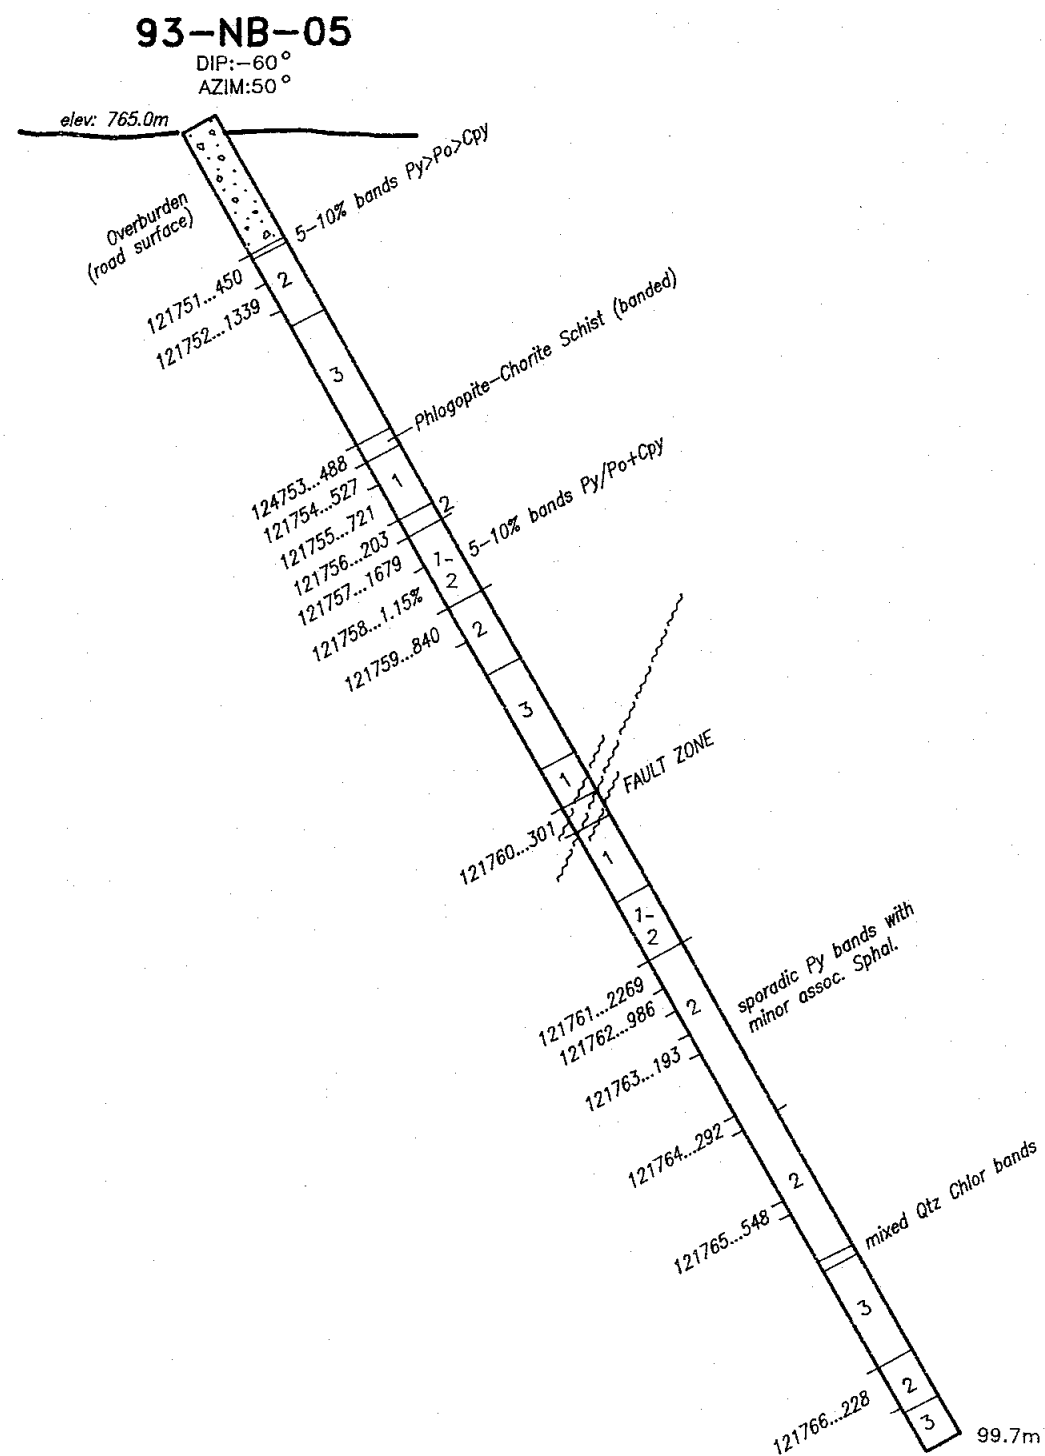 93-NB-05
DIP:-60°
AZIM:50°
elev: 765.0m
Overburden
(road surface)
5-10% bands Py>Po>Cpy
121751...450
2
121752...1339
3
Phlogopite-Chorite Schist (banded)
124753...488
1
121754...527
121755...721
2
121756...203
5-10% bands Py/Po+Cpy
1-
2
121757...1679
121758...1.15%
2
121759...840
3
1
FAULT ZONE
121760...301
1
1-
2
sporadic Py bands with
minor assoc. Sphal.
121761...2269
2
121762...986
121763...193
121764...292
2
121765...548
mixed Qtz Chlor bands
3
2
121766...228
3
99.7m